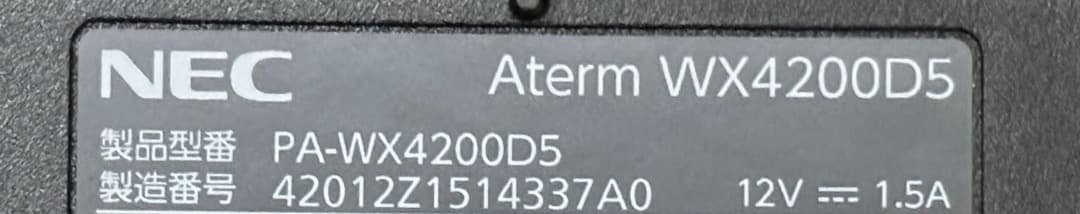 NEC Aterm WX4200D5
製品型番 PA-WX4200D5
製造番号 42012Z1514337A0 12V ⎓ 1.5A